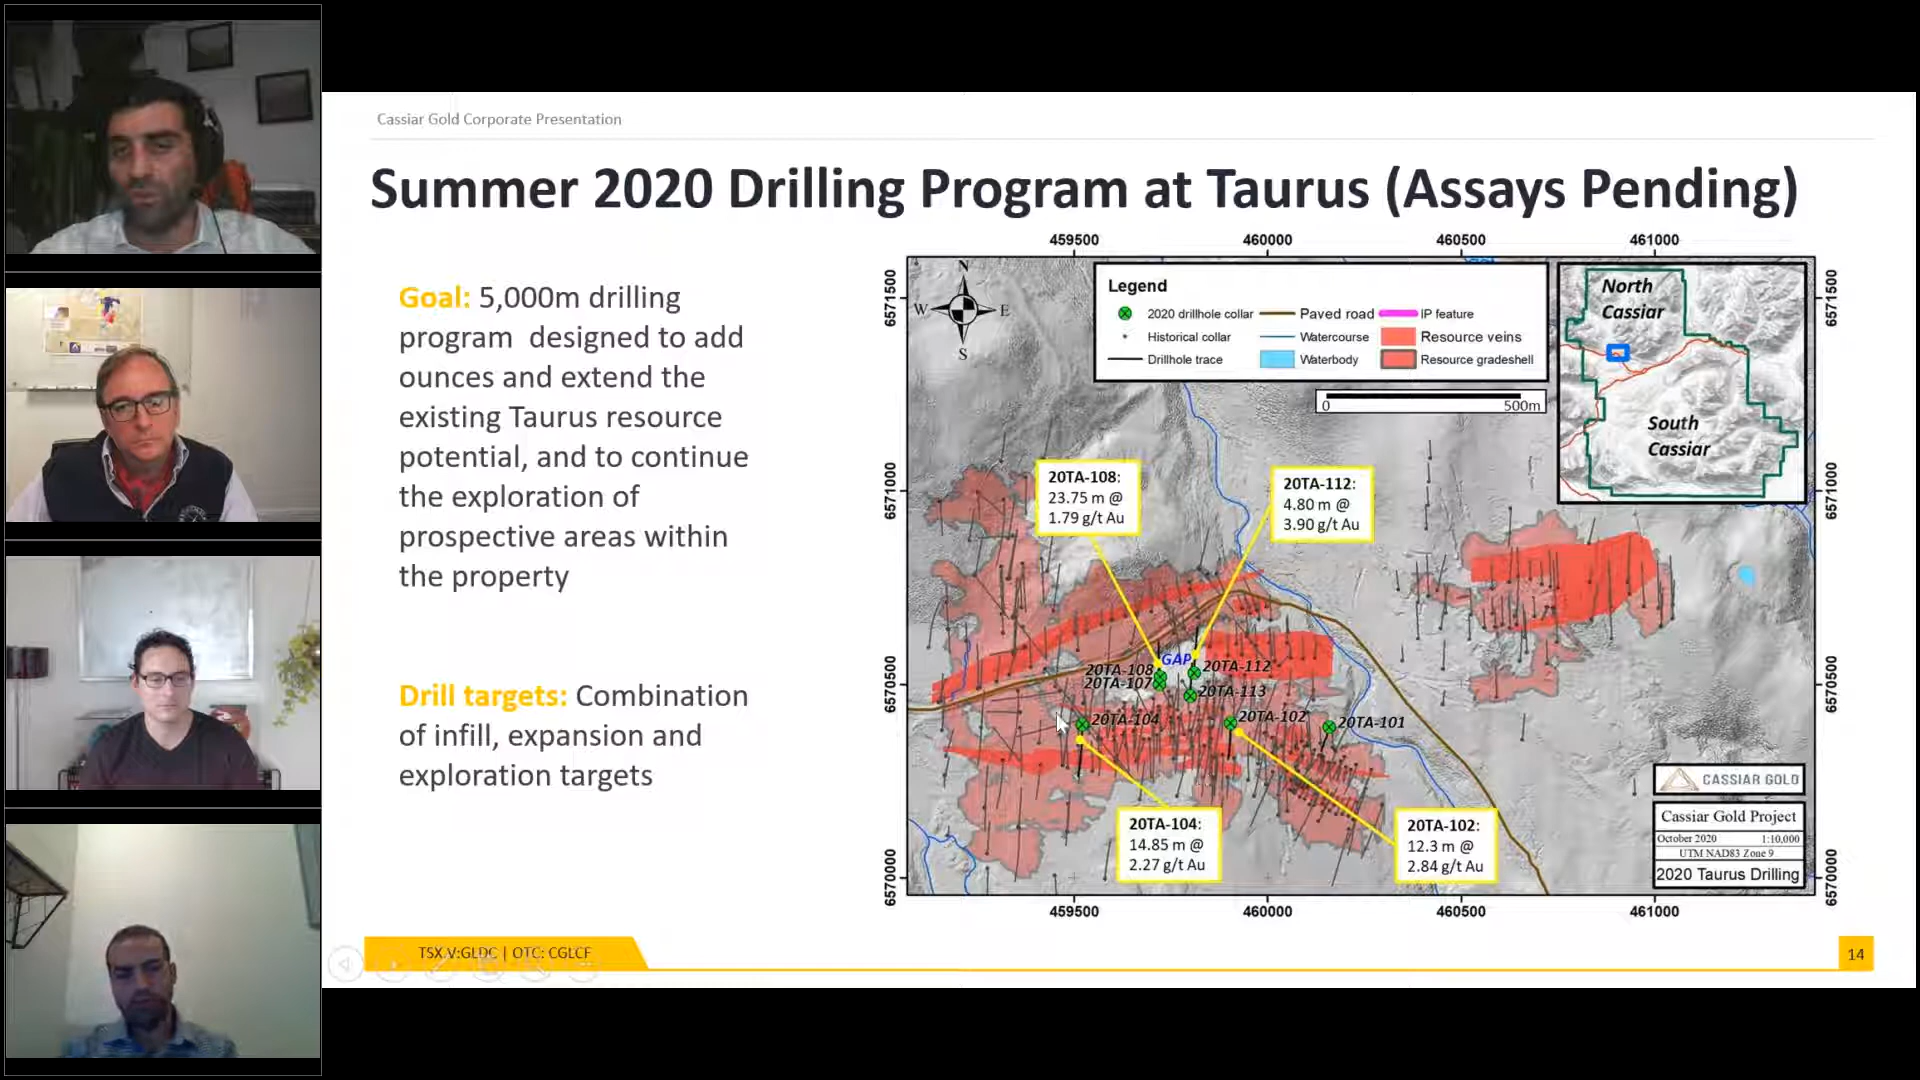 Cassiar Gold Corporate Presentation
Summer 2020 Drilling Program at Taurus (Assays Pending)
Goal: 5,000m drilling
program designed to add
ounces and extend the
existing Taurus resource
potential, and to continue
the exploration of
prospective areas within
the property
Drill targets: Combination
of infill, expansion and
exploration targets
459500 460000 460500 461000
6571500
6571000
6570500
6570000
N
W E
S
Legend
2020 drillhole collar
Historical collar
Drillhole trace
Paved road
Watercourse
Waterbody
IP feature
Resource veins
Resource gradeshell
0 500m
North
Cassiar
South
Cassiar
20TA-108:
23.75 m @
1.79 g/t Au
20TA-112:
4.80 m @
3.90 g/t Au
GAP
20TA-108
20TA-107
20TA-112
20TA-113
20TA-104
20TA-102
20TA-101
20TA-104:
14.85 m @
2.27 g/t Au
20TA-102:
12.3 m @
2.84 g/t Au
CASSIAR GOLD
Cassiar Gold Project
October 2020 1:10,000
UTM NAD83 Zone 9
2020 Taurus Drilling
6571500
6571000
6570500
6570000
459500 460000 460500 461000
TSX.V:GLDC | OTC: CGLCF
14